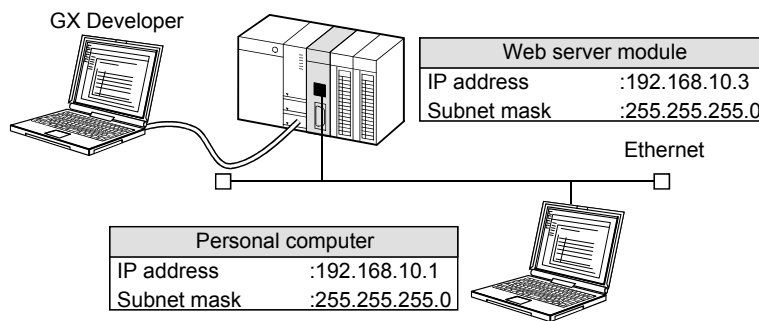 GX Developer
Web server module
IP address :192.168.10.3
Subnet mask :255.255.255.0
Ethernet
Personal computer
IP address :192.168.10.1
Subnet mask :255.255.255.0